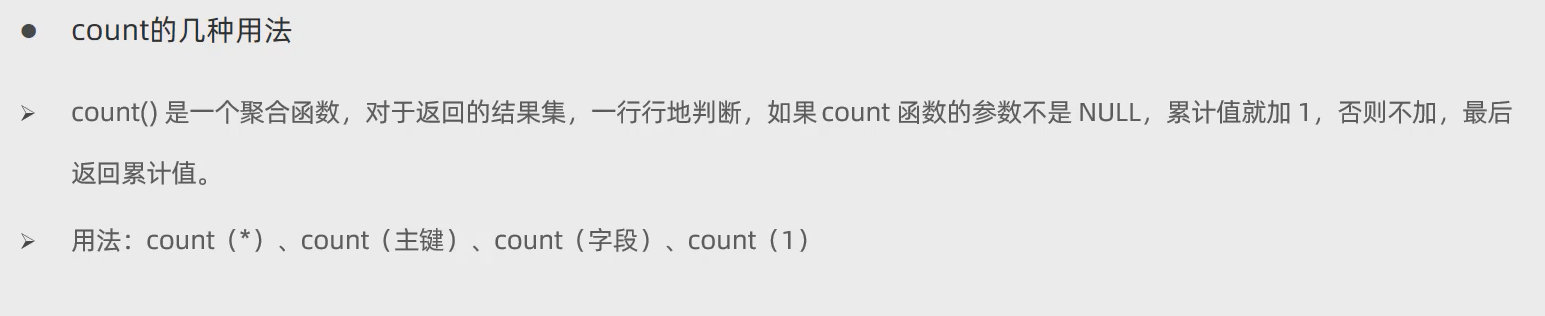 ● count的几种用法
➢ count() 是一个聚合函数，对于返回的结果集，一行行地判断，如果 count 函数的参数不是 NULL，累计值就加 1，否则不加，最后
返回累计值。
➢ 用法：count（*）、count（主键）、count（字段）、count（1）